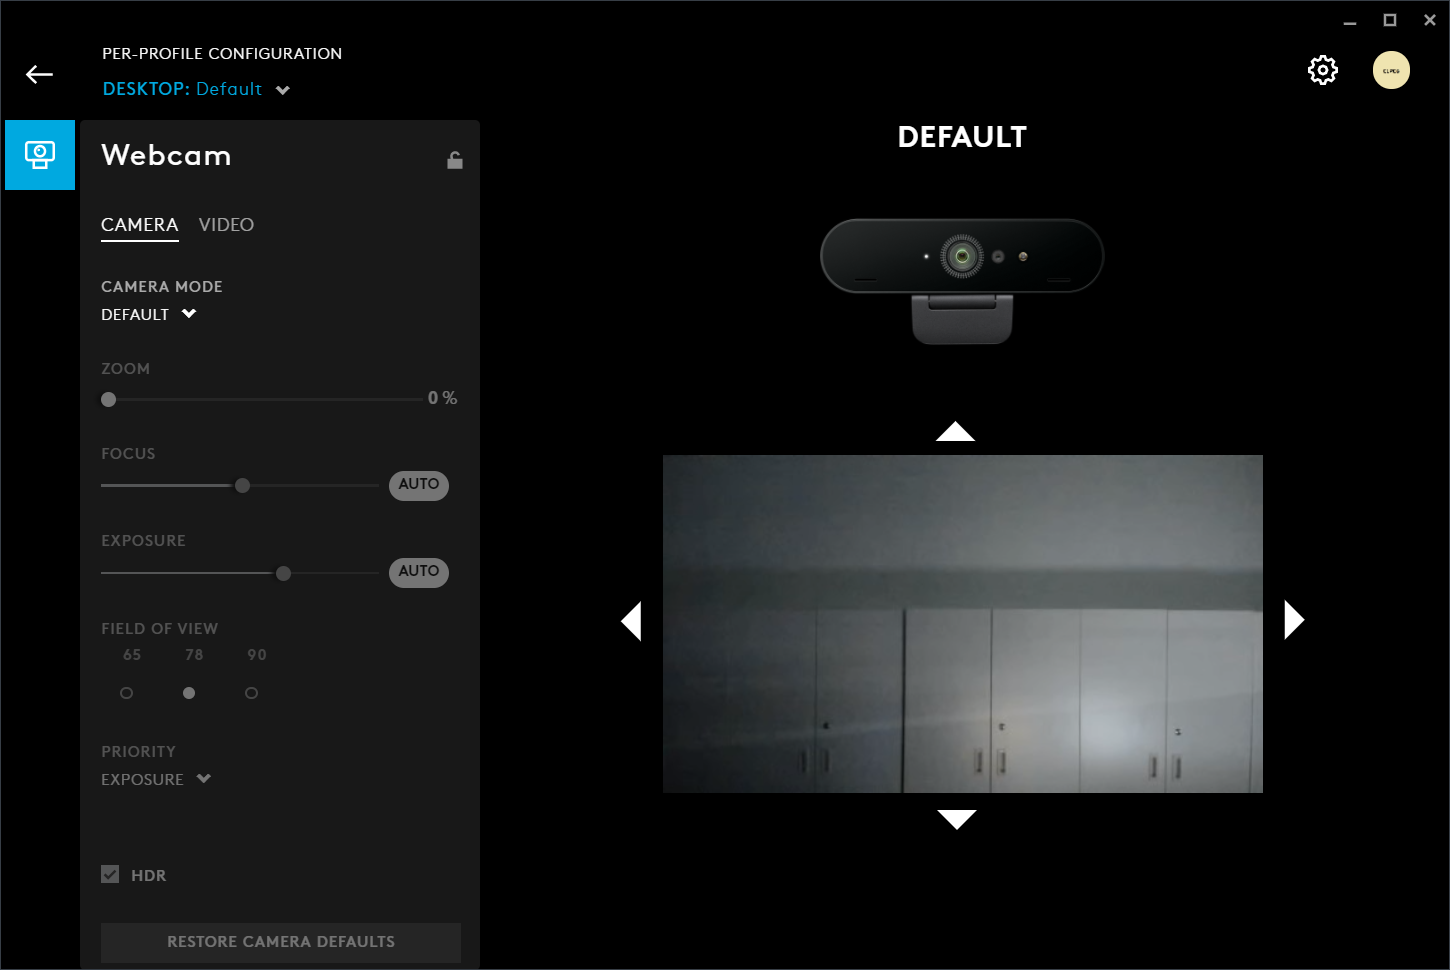 PER-PROFILE CONFIGURATION
DESKTOP: Default
Webcam
CAMERA VIDEO
CAMERA MODE
DEFAULT
ZOOM
0 %
FOCUS
AUTO
EXPOSURE
AUTO
FIELD OF VIEW
65 78 90
PRIORITY
EXPOSURE
HDR
RESTORE CAMERA DEFAULTS
DEFAULT